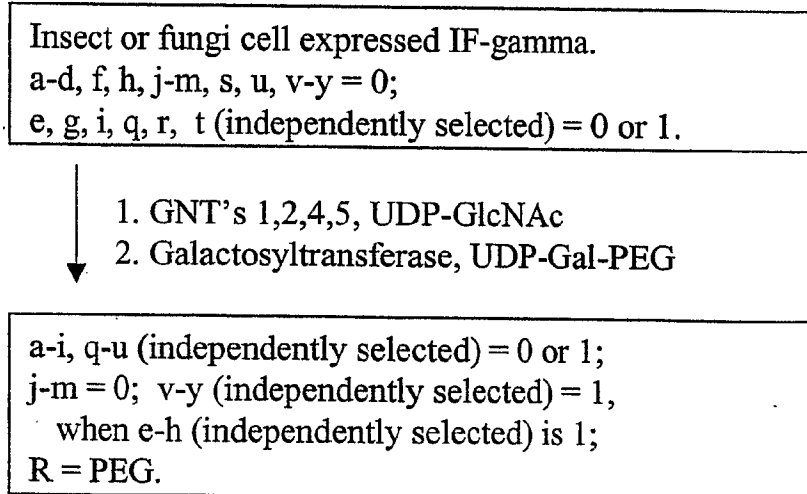 Insect or fungi cell expressed IF-gamma.
a-d, f, h, j-m, s, u, v-y = 0;
e, g, i, q, r, t (independently selected) = 0 or 1.
1. GNT's 1,2,4,5, UDP-GlcNAc
2. Galactosyltransferase, UDP-Gal-PEG
a-i, q-u (independently selected) = 0 or 1;
j-m = 0; v-y (independently selected) = 1,
when e-h (independently selected) is 1;
R = PEG.